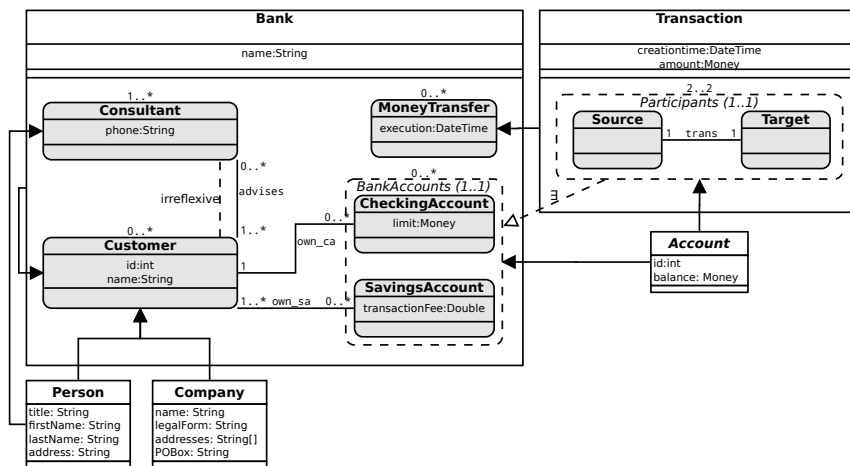 Bank
name:String
Transaction
creationtime:DateTime
amount:Money
1..*
Consultant
phone:String
0..*
MoneyTransfer
execution:DateTime
2..2
Participants (1..1)
Source
1 trans 1
Target
0..*
advises
irreflexive
1..*
0..*
BankAccounts (1..1)
CheckingAccount
limit:Money
0..*
own_ca
∃
0..*
Customer
id:int
name:String
1
1..* own_sa 0..*
SavingsAccount
transactionFee:Double
Account
id:int
balance: Money
Person
title: String
firstName: String
lastName: String
address: String
Company
name: String
legalForm: String
addresses: String[]
POBox: String